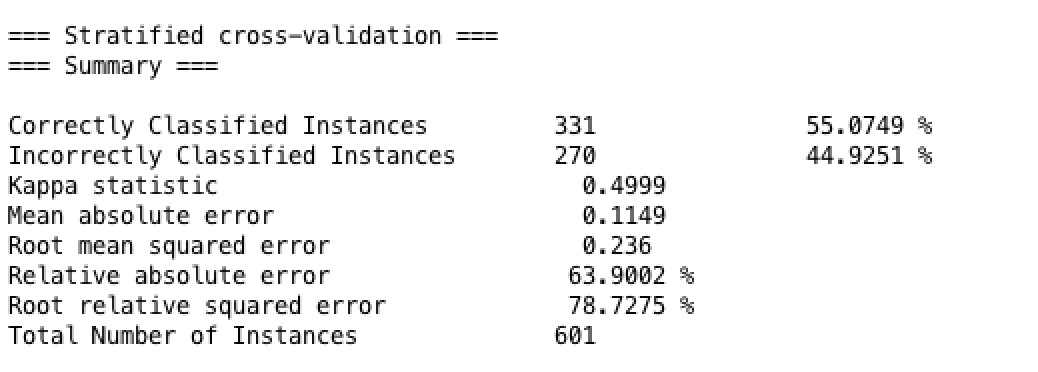 === Stratified cross-validation ===
=== Summary ===
Correctly Classified Instances 331 55.0749 %
Incorrectly Classified Instances 270 44.9251 %
Kappa statistic 0.4999
Mean absolute error 0.1149
Root mean squared error 0.236
Relative absolute error 63.9002 %
Root relative squared error 78.7275 %
Total Number of Instances 601